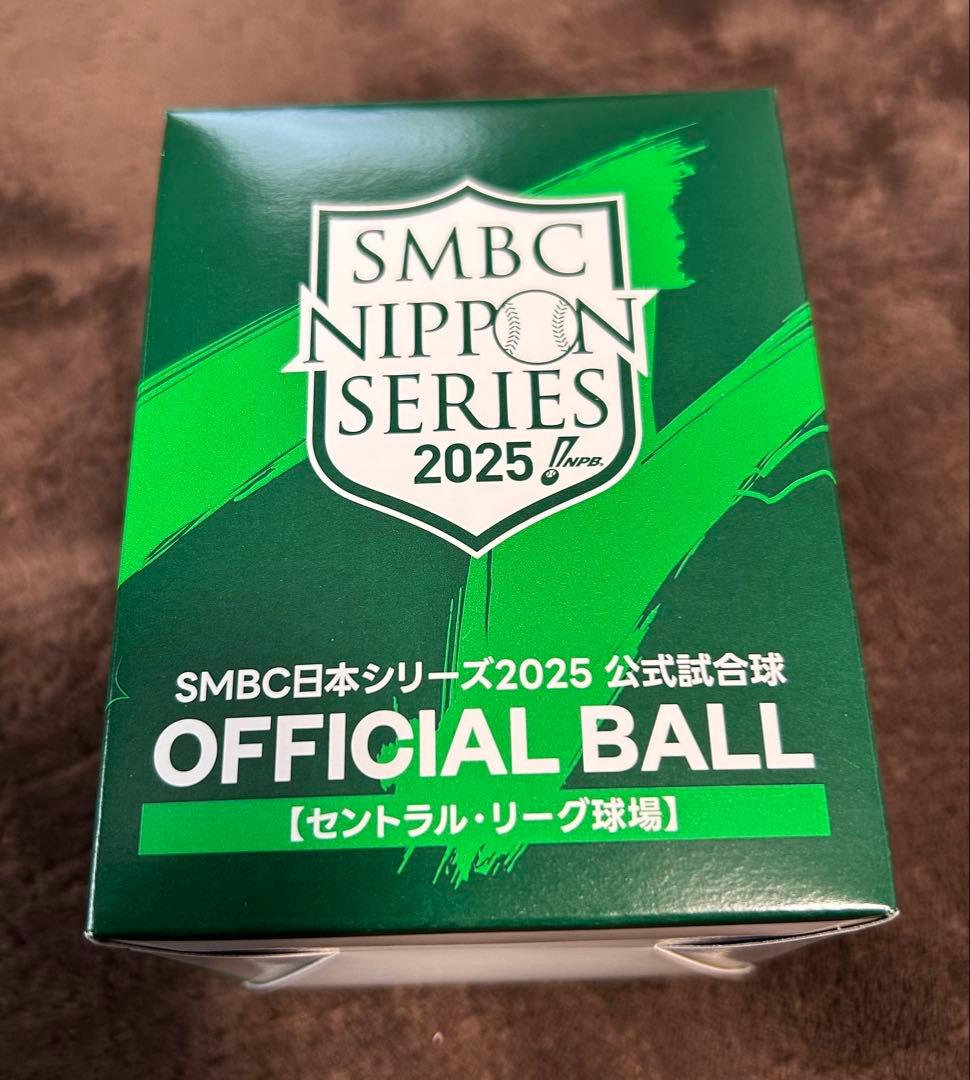 SMBC
NIPPON
SERIES
2025 NPB
SMBC日本シリーズ2025 公式試合球
OFFICIAL BALL
【セントラル・リーグ球場】